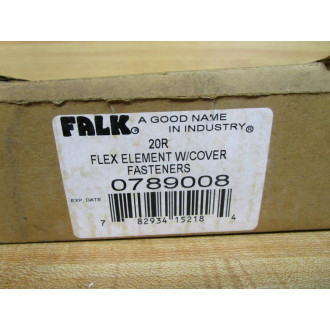 FALK® A GOOD NAME
IN INDUSTRY®
20R
FLEX ELEMENT W/COVER
FASTENERS
0789008
EXP. DATE
7 82934 15218 4